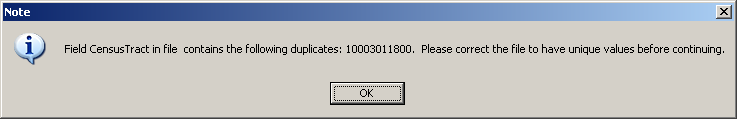 Note
Field CensusTract in file  contains the following duplicates: 10003011800.  Please correct the file to have unique values before continuing.
OK